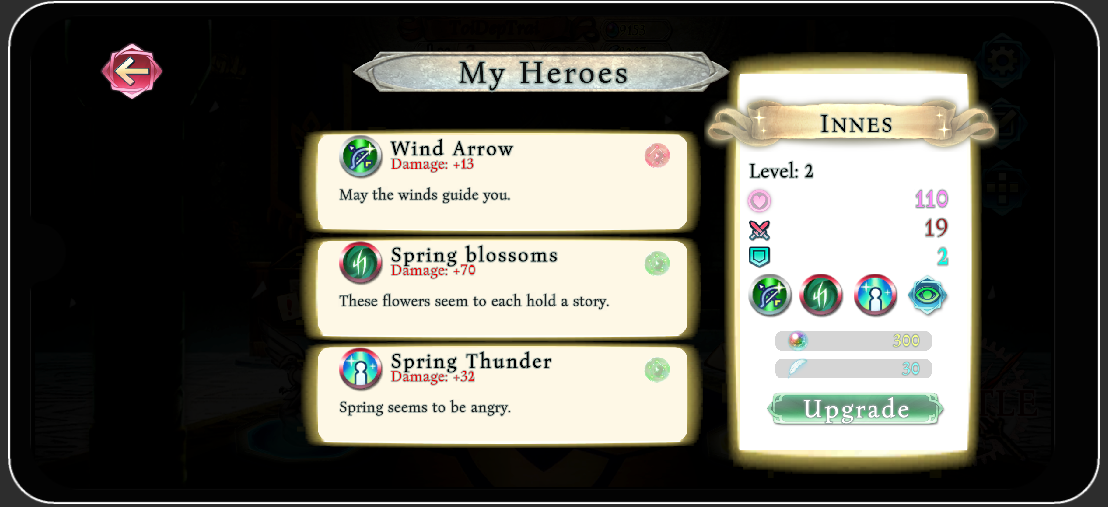 My Heroes
Wind Arrow
Damage: +13
May the winds guide you.
Spring blossoms
Damage: +70
These flowers seem to each hold a story.
Spring Thunder
Damage: +32
Spring seems to be angry.
INNES
Level: 2
110
19
2
300
30
Upgrade